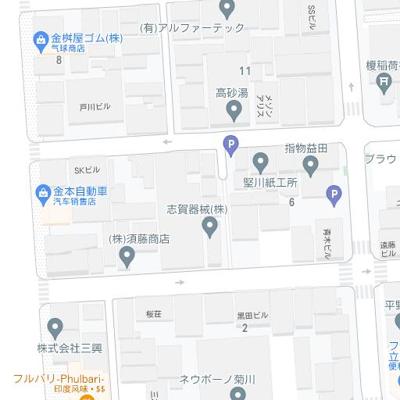 (有)アルファーテック
SSビル
金桝屋ゴム(株)
气球商店
8
11
榎稲荷
戸川ビル
高砂湯
メゾン
アリス
P
指物益田
SKビル
堅川紙工所
ブラウ
金本自動車
汽车销售店
P
6
志賀器械(株)
(株)須藤商店
青木ビル
遠藤
ビル
桜荘
黒田ビル
2
平野
株式会社三興
フルバリ-Phulbari-
印度风味・$$
ネウボーノ菊川